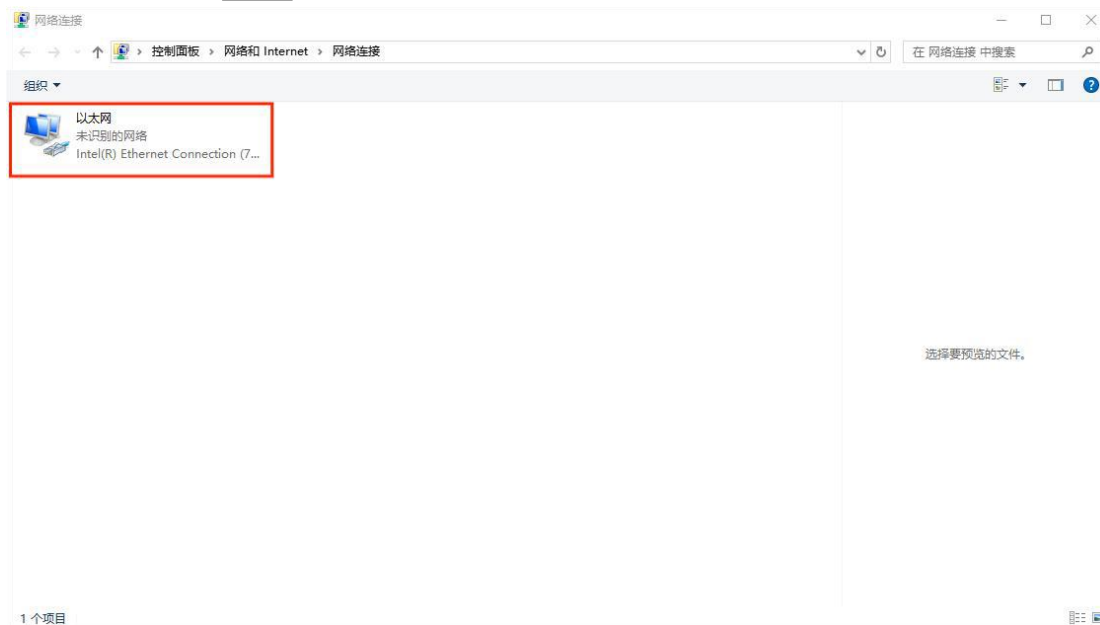 网络连接
控制面板 › 网络和 Internet › 网络连接
在 网络连接 中搜索
组织
以太网
未识别的网络
Intel(R) Ethernet Connection (7...
选择要预览的文件。
1 个项目